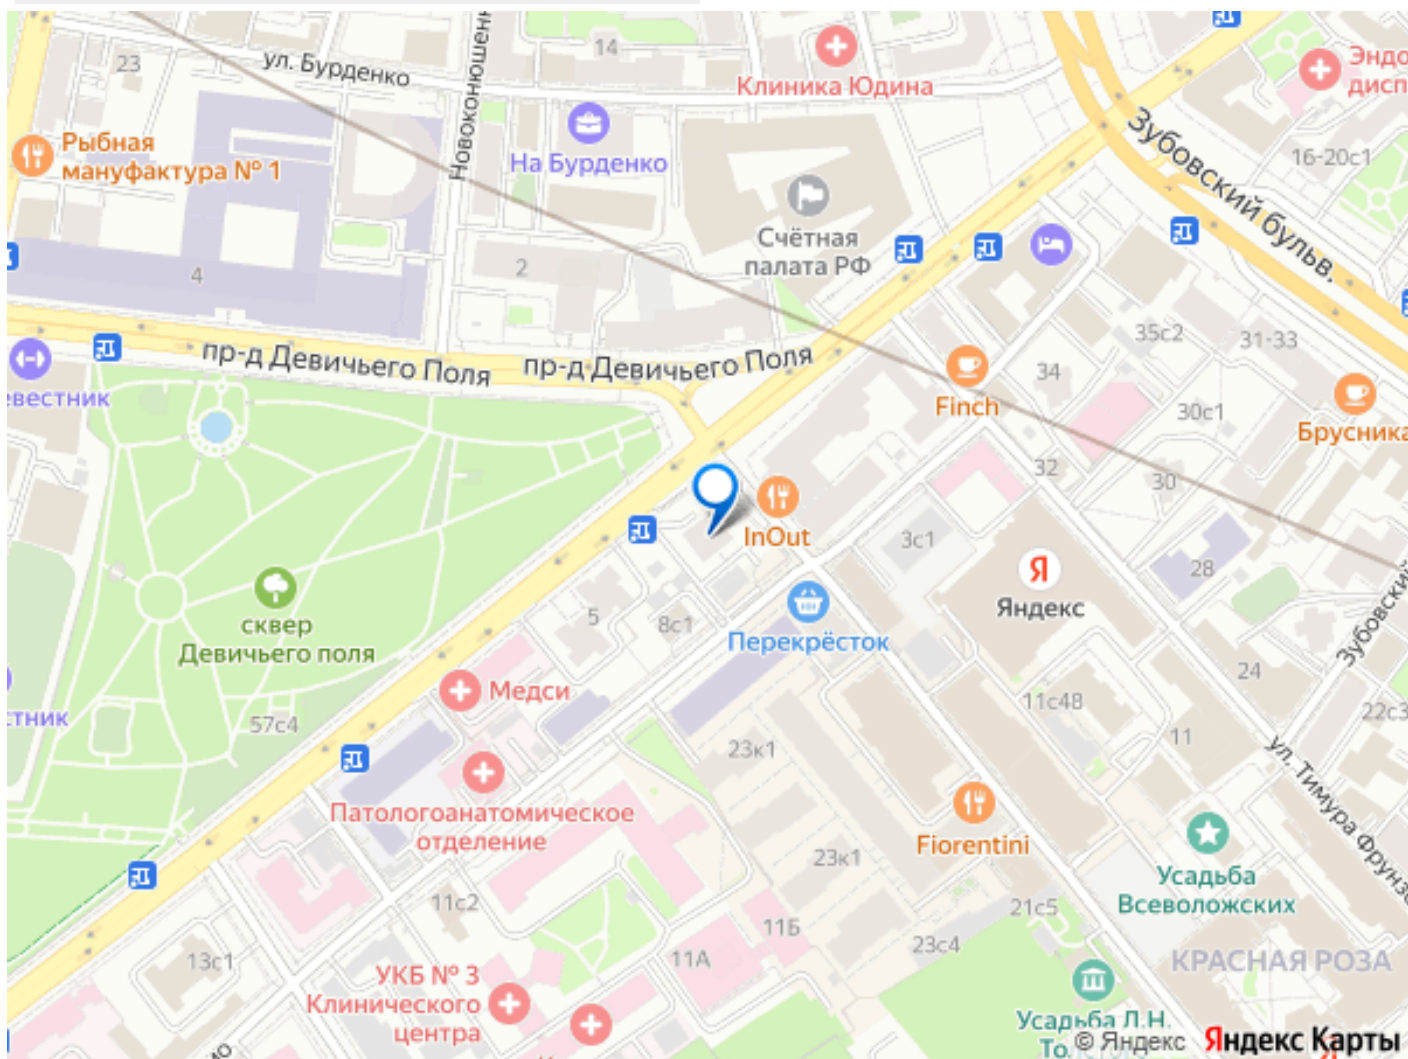 23
ул. Бурденко
14
Клиника Юдина
Новоконюшен
На Бурденко
Рыбная
мануфактура № 1
Эндо
дисп
Зубовский бульв.
16-20с1
Счётная
палата РФ
4
2
пр-д Девичьего Поля
пр-д Девичьего Поля
евестник
35с2
31-33
34
Finch
30с1
Брусника
32
30
InOut
3с1
Яндекс
28
Зубовский
сквер
Девичьего поля
5
8с1
Перекрёсток
24
Медси
11с48
22с3
стник
57с4
23к1
11
ул. Тимура Фрунзе
Патологоанатомическое
отделение
Fiorentini
23к1
Усадьба
Всеволожских
11с2
21с5
11Б
23с4
13с1
11А
КРАСНАЯ РОЗА
УКБ № 3
Клинического
центра
Усадьба Л.Н.
© Яндекс Яндекс Карты